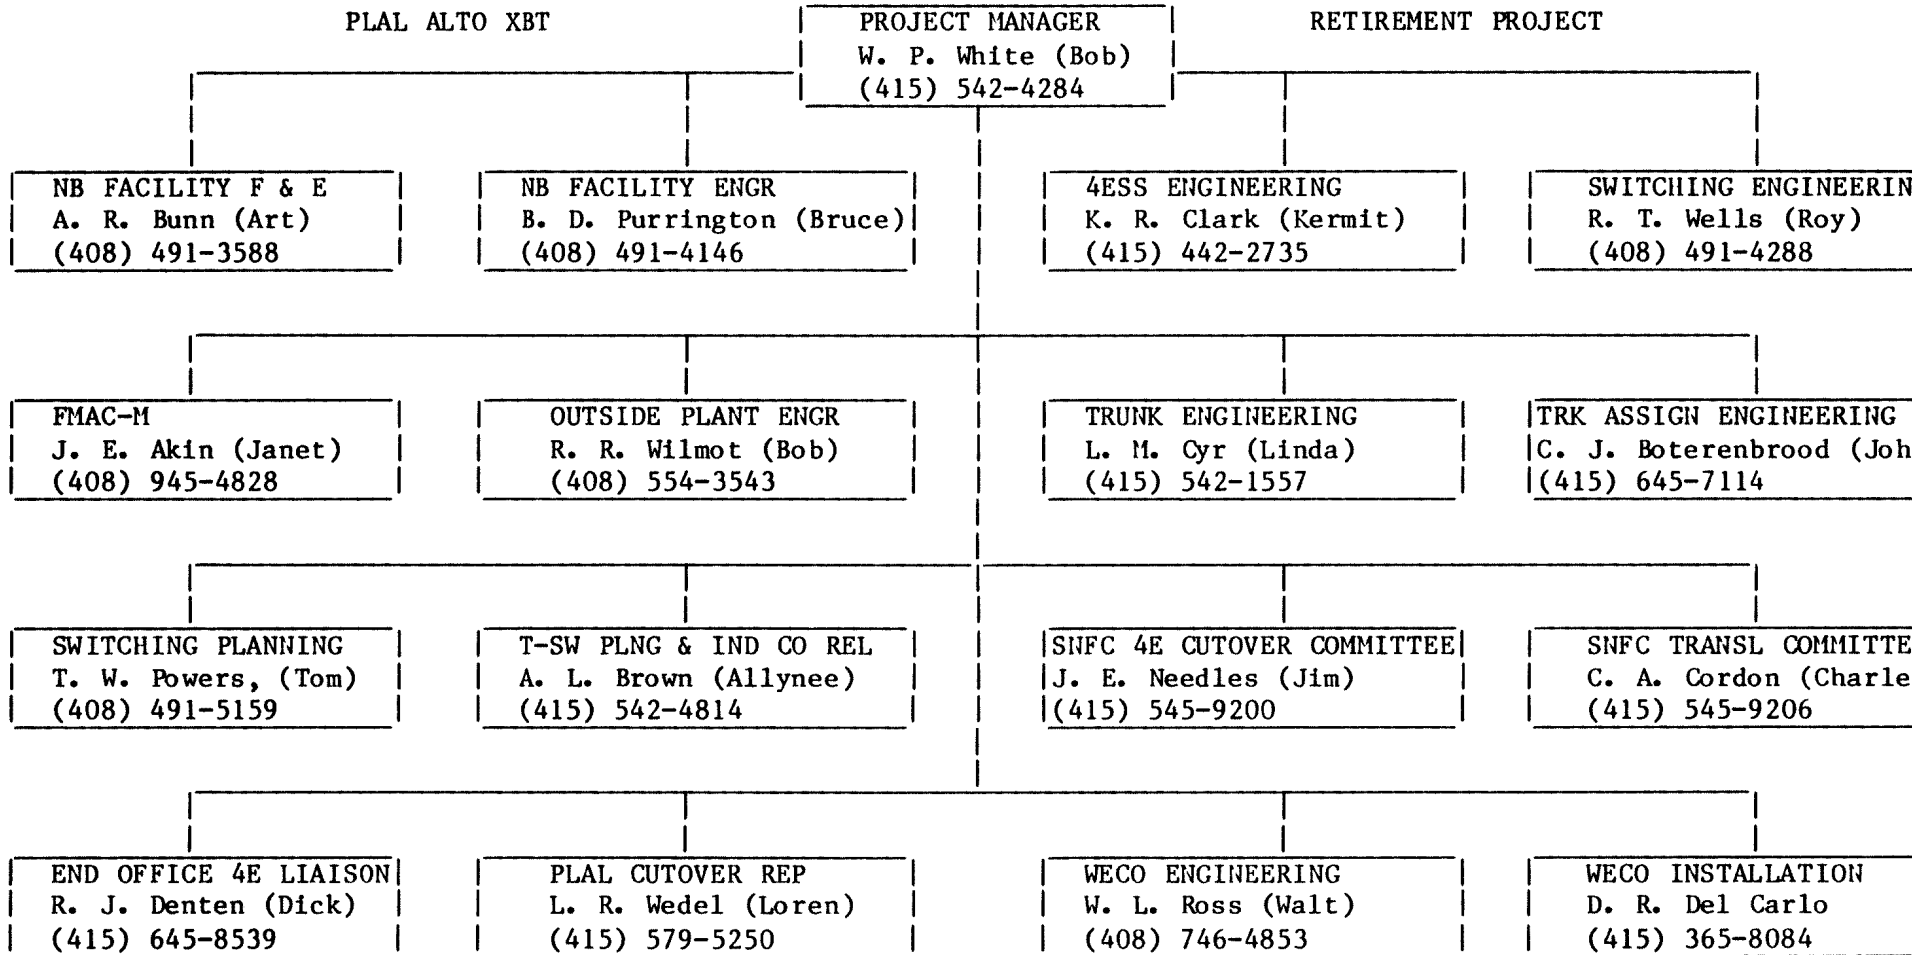 PLAL ALTO XBT
PROJECT MANAGER
W. P. White (Bob)
(415) 542-4284
RETIREMENT PROJECT
NB FACILITY F & E
A. R. Bunn (Art)
(408) 491-3588
NB FACILITY ENGR
B. D. Purrington (Bruce)
(408) 491-4146
4ESS ENGINEERING
K. R. Clark (Kermit)
(415) 442-2735
SWITCHING ENGINEERIN
R. T. Wells (Roy)
(408) 491-4288
FMAC-M
J. E. Akin (Janet)
(408) 945-4828
OUTSIDE PLANT ENGR
R. R. Wilmot (Bob)
(408) 554-3543
TRUNK ENGINEERING
L. M. Cyr (Linda)
(415) 542-1557
TRK ASSIGN ENGINEERING
C. J. Boterenbrood (Joh
(415) 645-7114
SWITCHING PLANNING
T. W. Powers, (Tom)
(408) 491-5159
T-SW PLNG & IND CO REL
A. L. Brown (Allynee)
(415) 542-4814
SNFC 4E CUTOVER COMMITTEE
J. E. Needles (Jim)
(415) 545-9200
SNFC TRANSL COMMITTE
C. A. Cordon (Charle
(415) 545-9206
END OFFICE 4E LIAISON
R. J. Denten (Dick)
(415) 645-8539
PLAL CUTOVER REP
L. R. Wedel (Loren)
(415) 579-5250
WECO ENGINEERING
W. L. Ross (Walt)
(408) 746-4853
WECO INSTALLATION
D. R. Del Carlo
(415) 365-8084